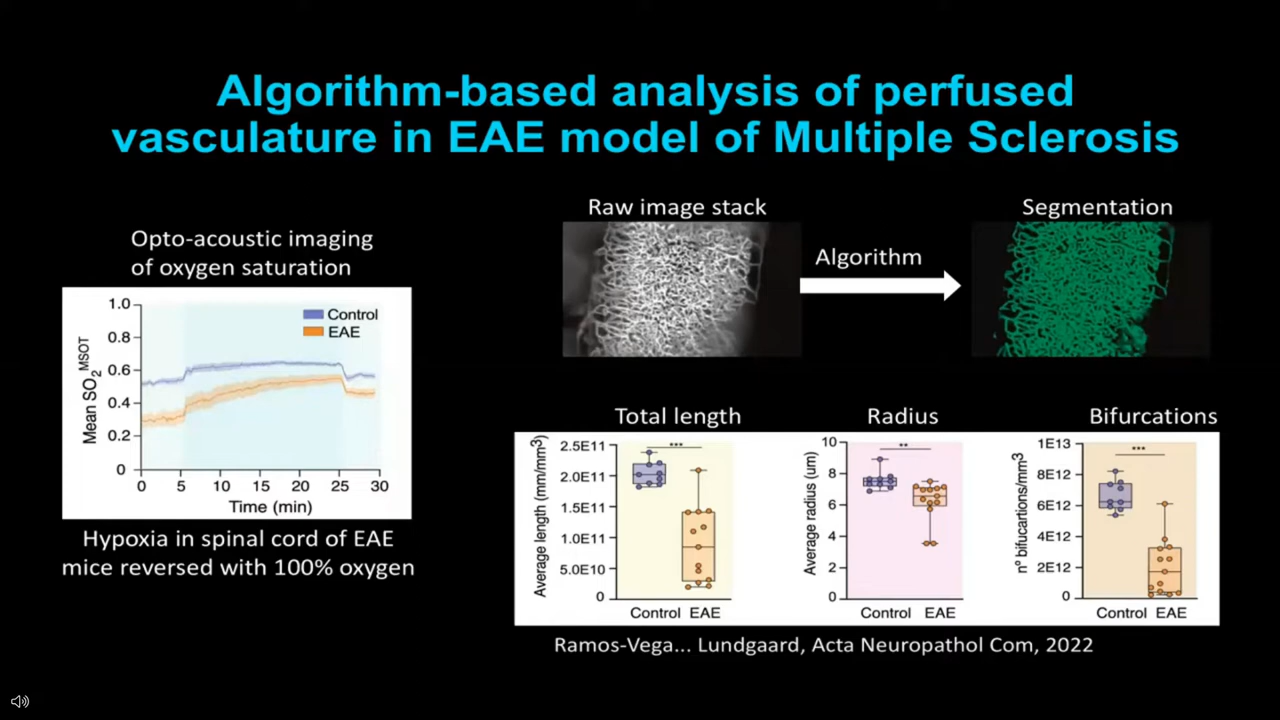 Algorithm-based analysis of perfused
vasculature in EAE model of Multiple Sclerosis
Opto-acoustic imaging
of oxygen saturation
Mean SO2MSOT
1.0
0.8
0.6
0.4
0.2
0
Control
EAE
0 5 10 15 20 25 30
Time (min)
Hypoxia in spinal cord of EAE
mice reversed with 100% oxygen
Raw image stack
Algorithm
Segmentation
Total length
Average length (mm/mm3)
2.5E11
2.0E11
1.5E11
1.0E11
5.0E10
0
***
Control EAE
Radius
Average radius (um)
10
8
6
4
2
0
**
Control EAE
Bifurcations
nº bifucartions/mm3
1E13
8E12
6E12
4E12
2E12
0
***
Control EAE
Ramos-Vega... Lundgaard, Acta Neuropathol Com, 2022